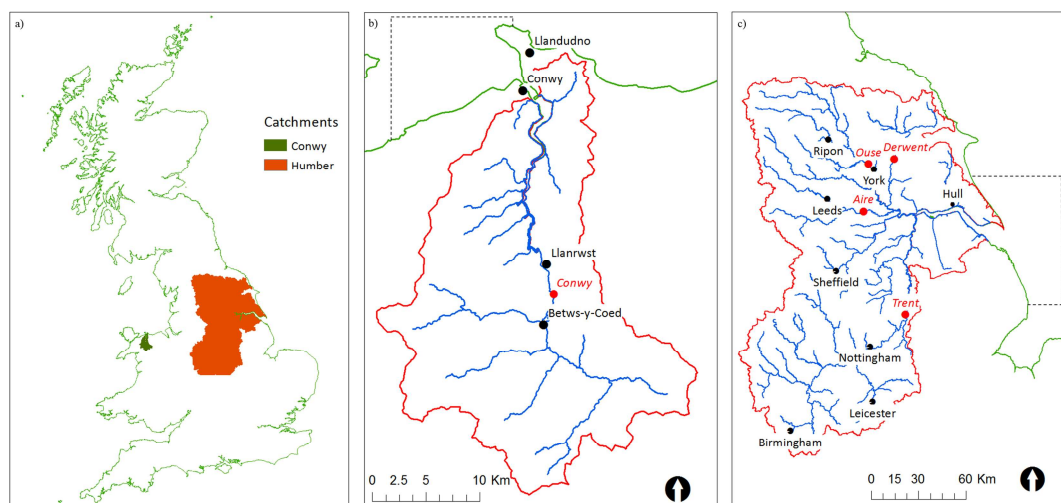 a)
Catchments
Conwy
Humber
b)
Llandudno
Conwy
Llanrwst
Conwy
Betws-y-Coed
0 2.5 5 10 Km
c)
Ripon
Ouse
Derwent
York
Hull
Leeds
Aire
Sheffield
Trent
Nottingham
Leicester
Birmingham
0 15 30 60 Km